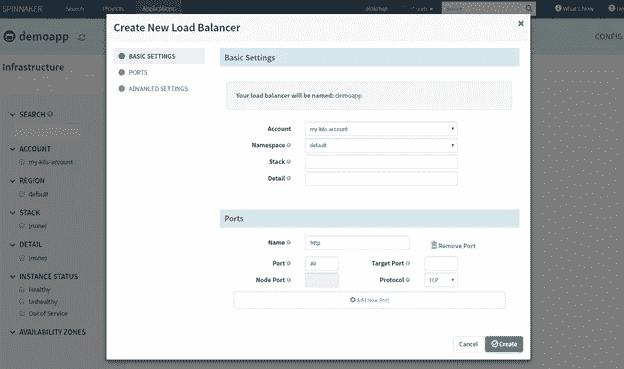 SPINNAKER Search Projects Applications Search What's New
demoapp CONFIG
Infrastructure
SEARCH
ACCOUNT
my-k8s-account
REGION
default
STACK
(none)
DETAIL
(none)
INSTANCE STATUS
Healthy
Unhealthy
Out of Service
AVAILABILITY ZONES
Create New Load Balancer
BASIC SETTINGS
PORTS
ADVANCED SETTINGS
Basic Settings
Your load balancer will be named: demoapp
Account my-k8s-account
Namespace default
Stack
Detail
Ports
Name http Remove Port
Port 80 Target Port
Node Port Protocol TCP
Add New Port
Cancel Create